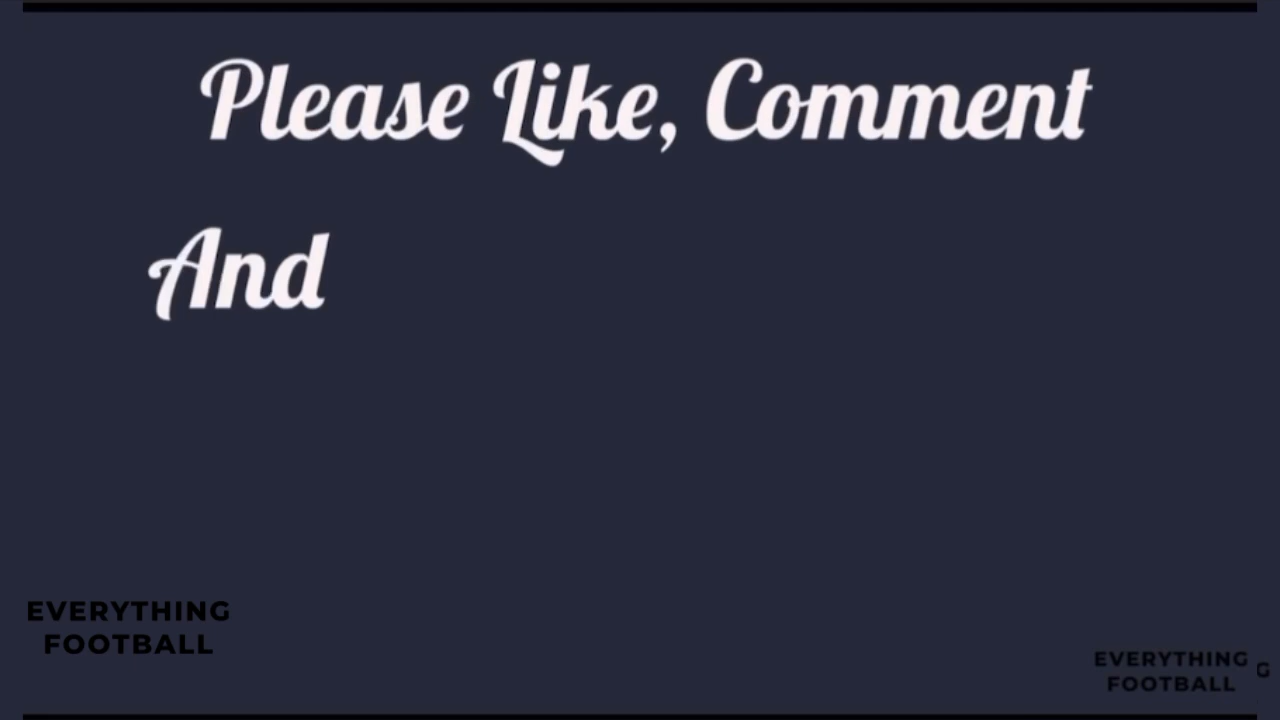 Please Like, Comment
And
EVERYTHING
FOOTBALL
EVERYTHING
FOOTBALL
G